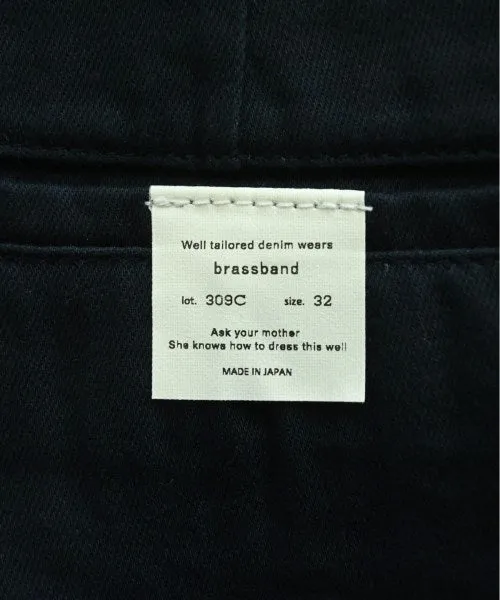 Well tailored denim wears
brassband
lot. 309C size. 32
Ask your mother
She knows how to dress this well
MADE IN JAPAN